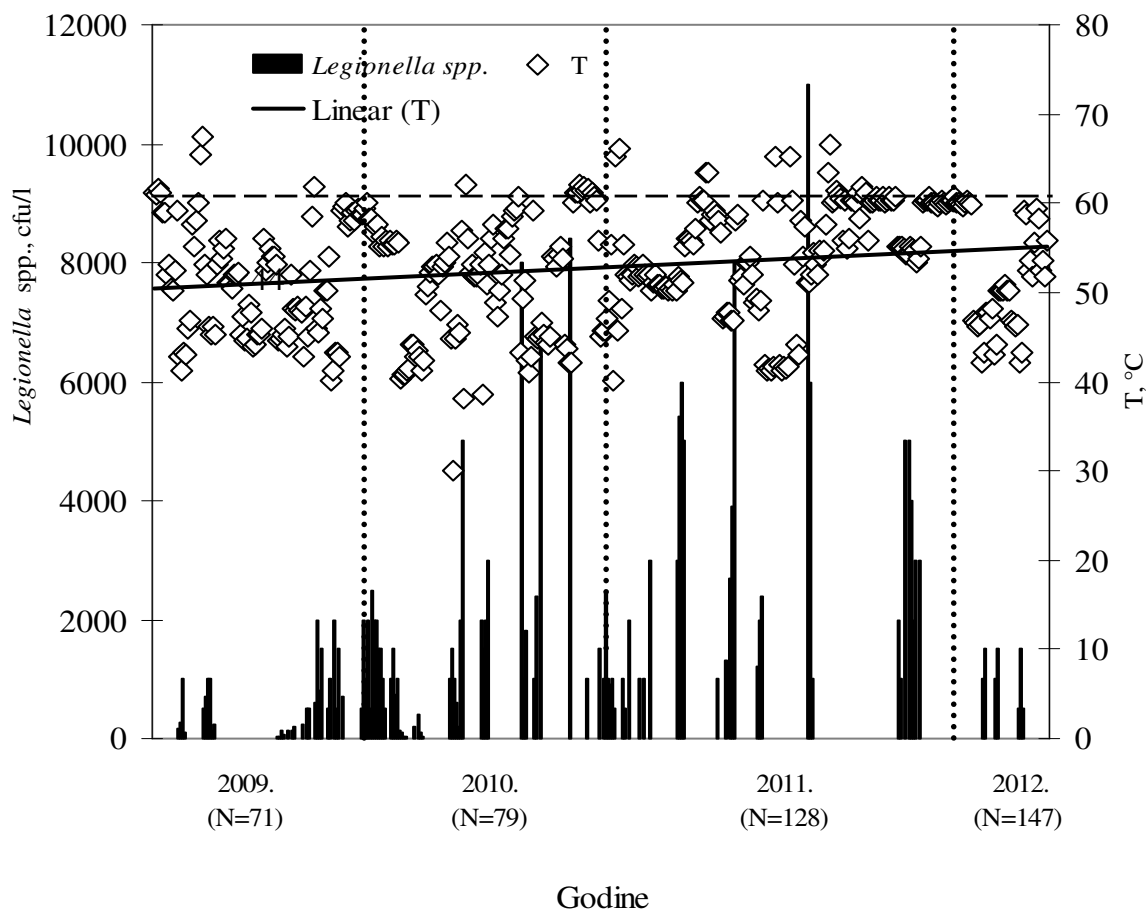 12000
10000
8000
6000
4000
2000
0
Legionella spp., cfu/l
Legionella spp.
T
Linear (T)
80
70
60
50
40
30
20
10
0
T, °C
2009.
(N=71)
2010.
(N=79)
2011.
(N=128)
2012.
(N=147)
Godine